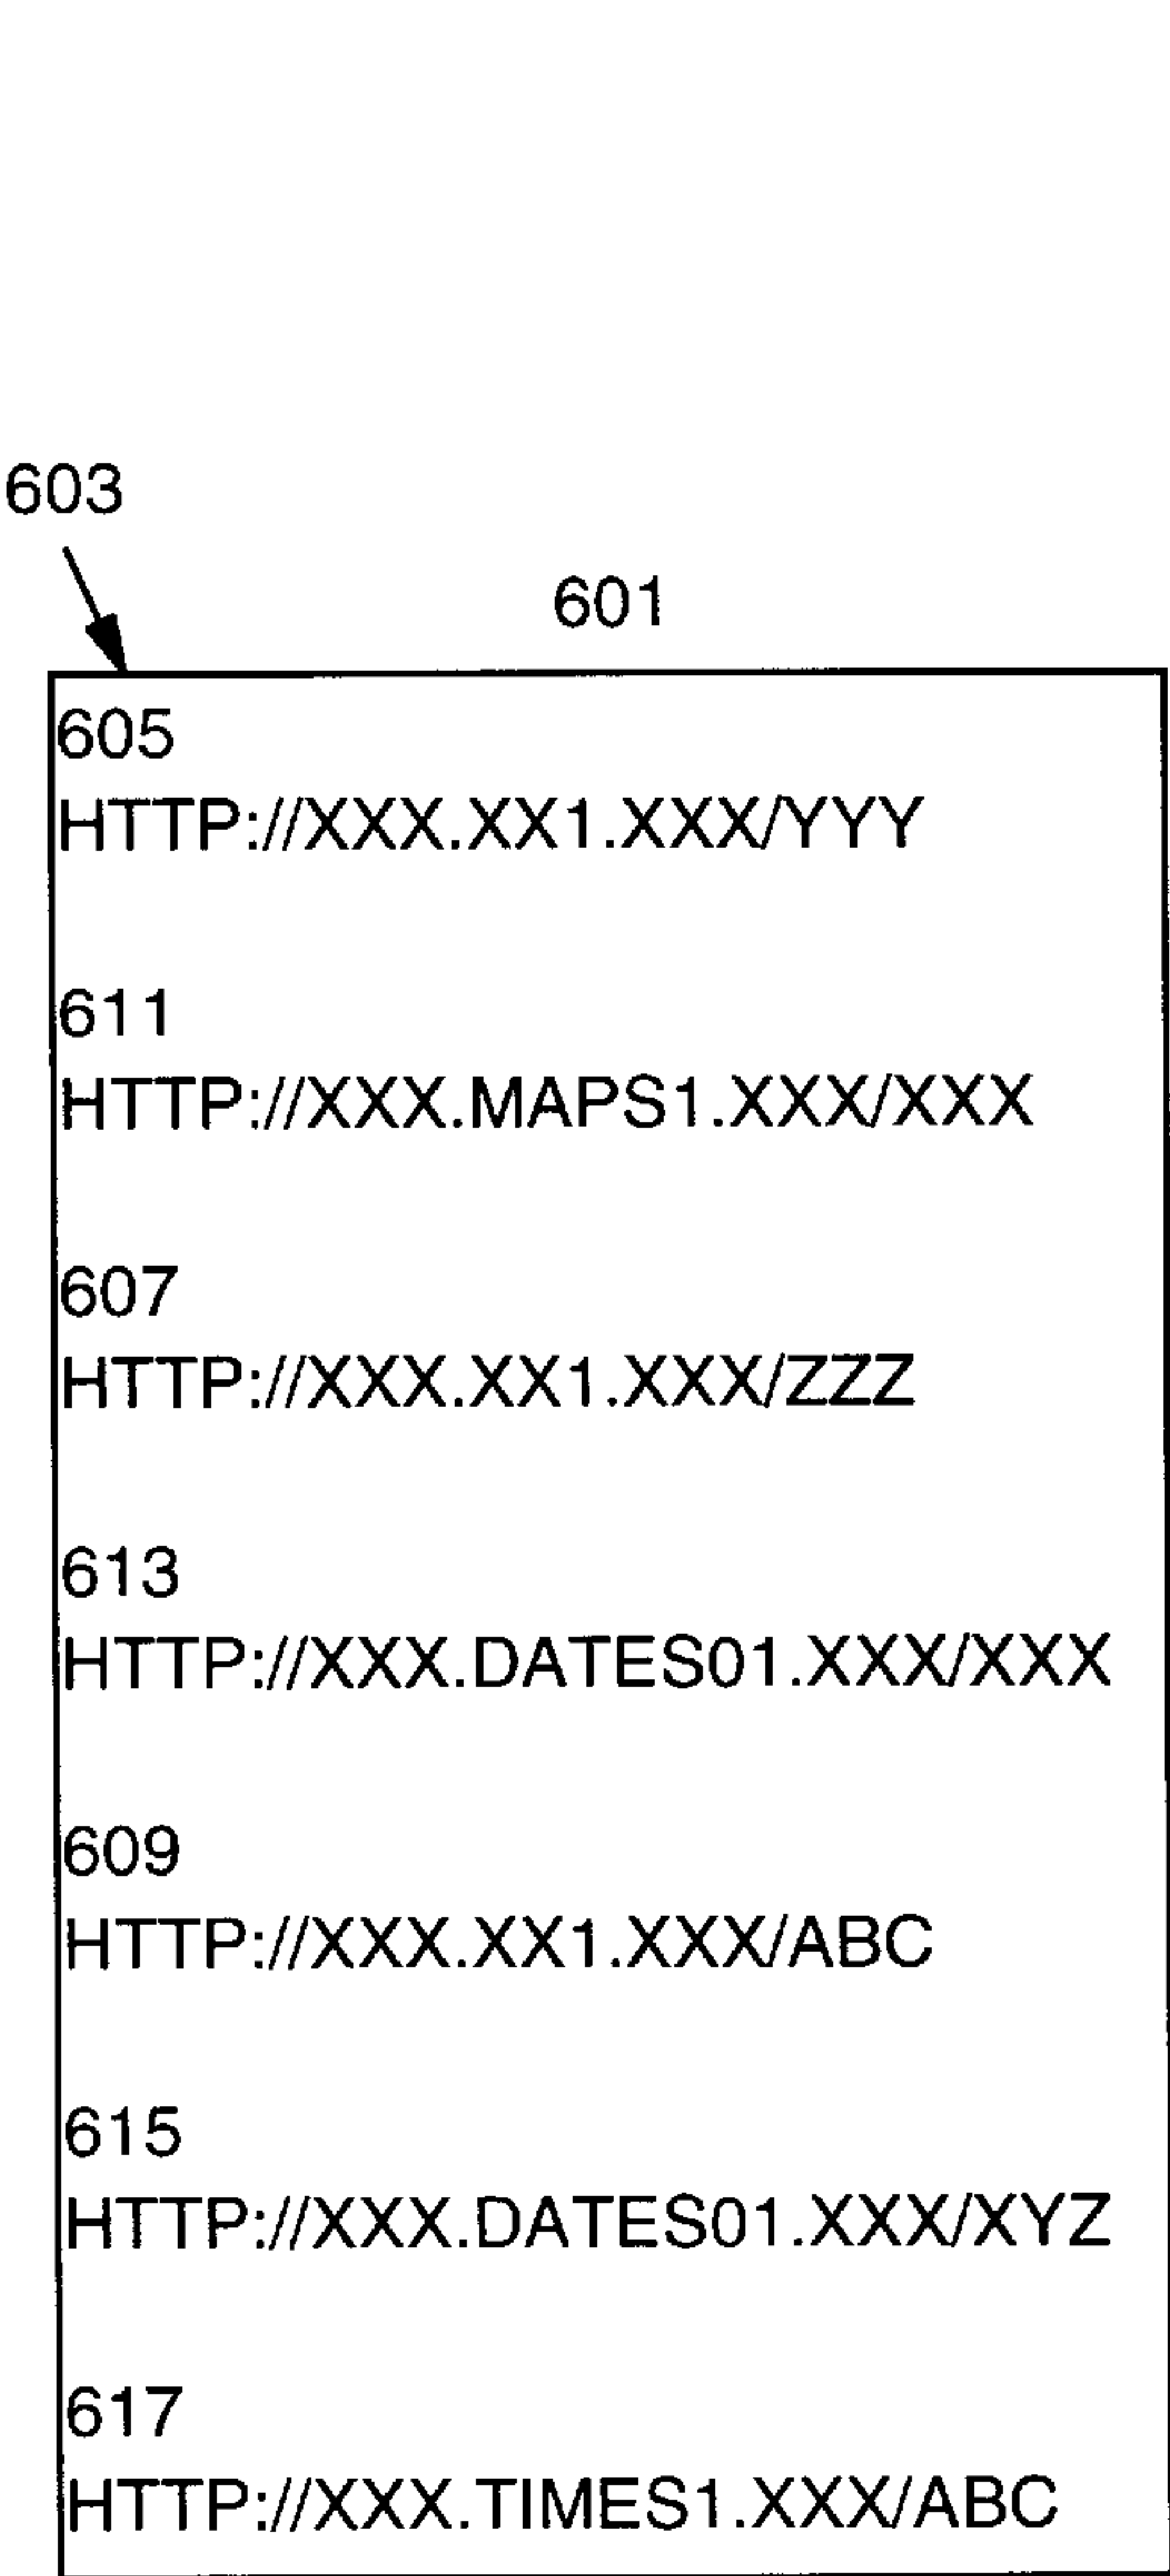 603
601
605
HTTP://XXX.XX1.XXX/YYY
611
HTTP://XXX.MAPS1.XXX/XXX
607
HTTP://XXX.XX1.XXX/ZZZ
613
HTTP://XXX.DATES01.XXX/XXX
609
HTTP://XXX.XX1.XXX/ABC
615
HTTP://XXX.DATES01.XXX/XYZ
617
HTTP://XXX.TIMES1.XXX/ABC